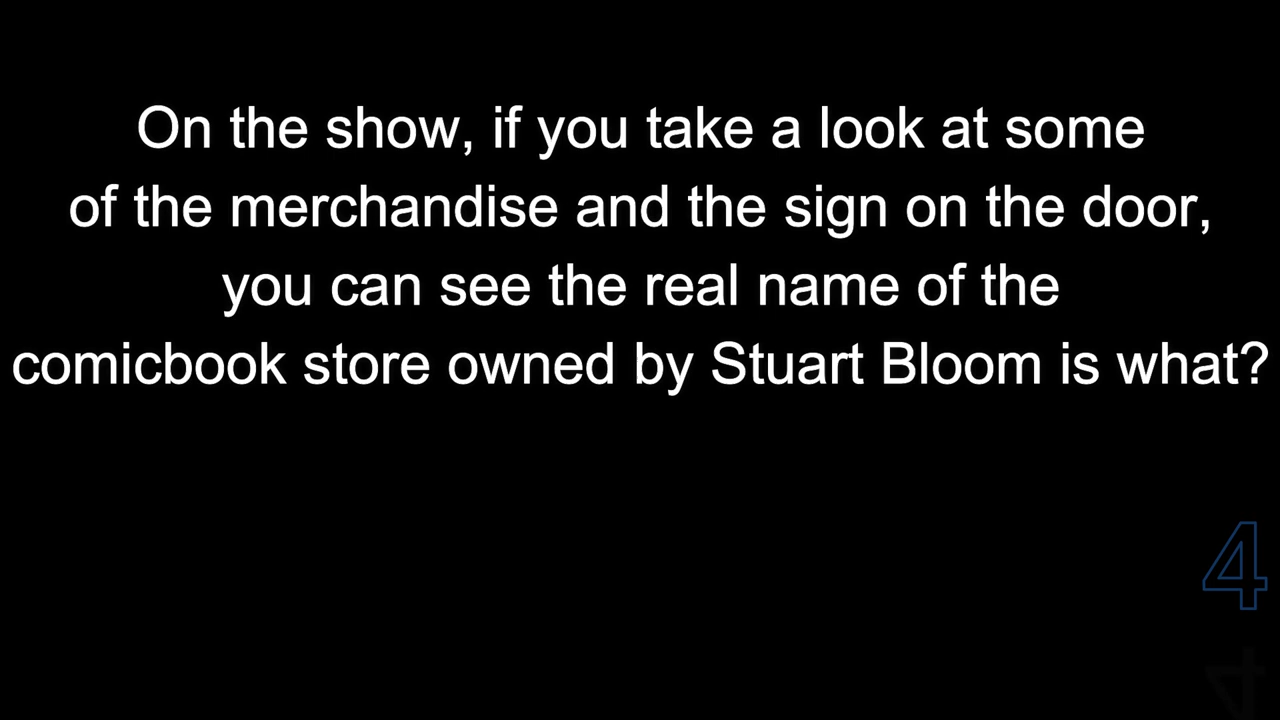 On the show, if you take a look at some
of the merchandise and the sign on the door,
you can see the real name of the
comicbook store owned by Stuart Bloom is what?
4